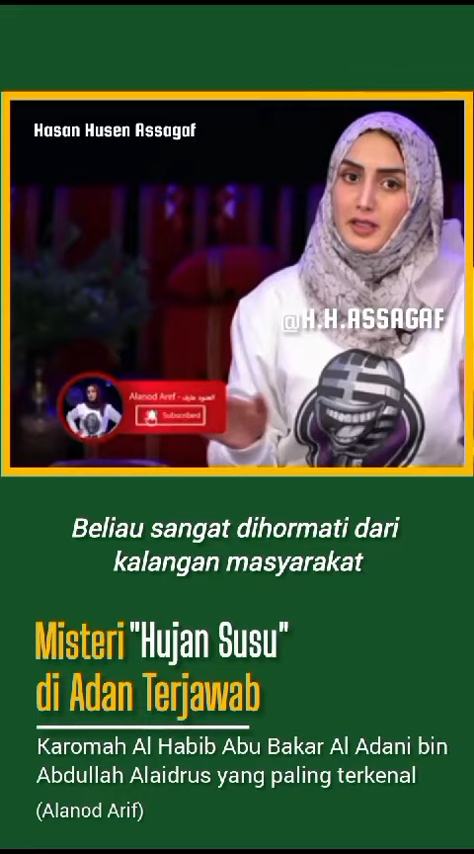 Hasan Husen Assagaf
@H.H.ASSAGAF
Alanod Aref - العنود عارف
Subscribed
Beliau sangat dihormati dari
kalangan masyarakat
Misteri "Hujan Susu"
di Adan Terjawab
Karomah Al Habib Abu Bakar Al Adani bin
Abdullah Alaidrus yang paling terkenal
(Alanod Arif)